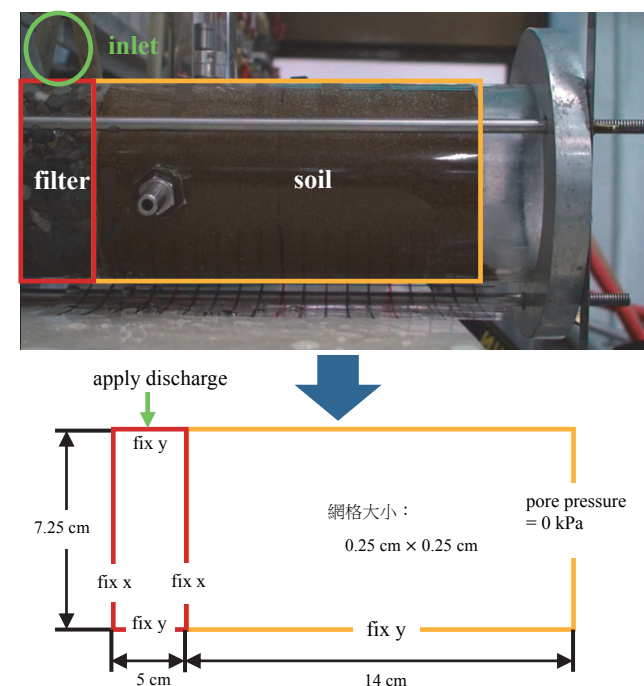 inlet
filter
soil
apply discharge
fix y
7.25 cm
網格大小：
0.25 cm × 0.25 cm
pore pressure
= 0 kPa
fix x
fix x
fix y
fix y
5 cm
14 cm